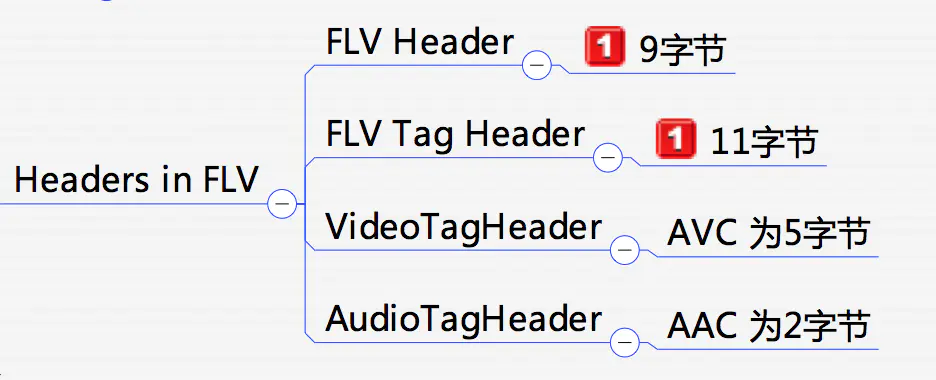 FLV Header
1 9字节
FLV Tag Header
1 11字节
Headers in FLV
VideoTagHeader
AVC 为5字节
AudioTagHeader
AAC 为2字节